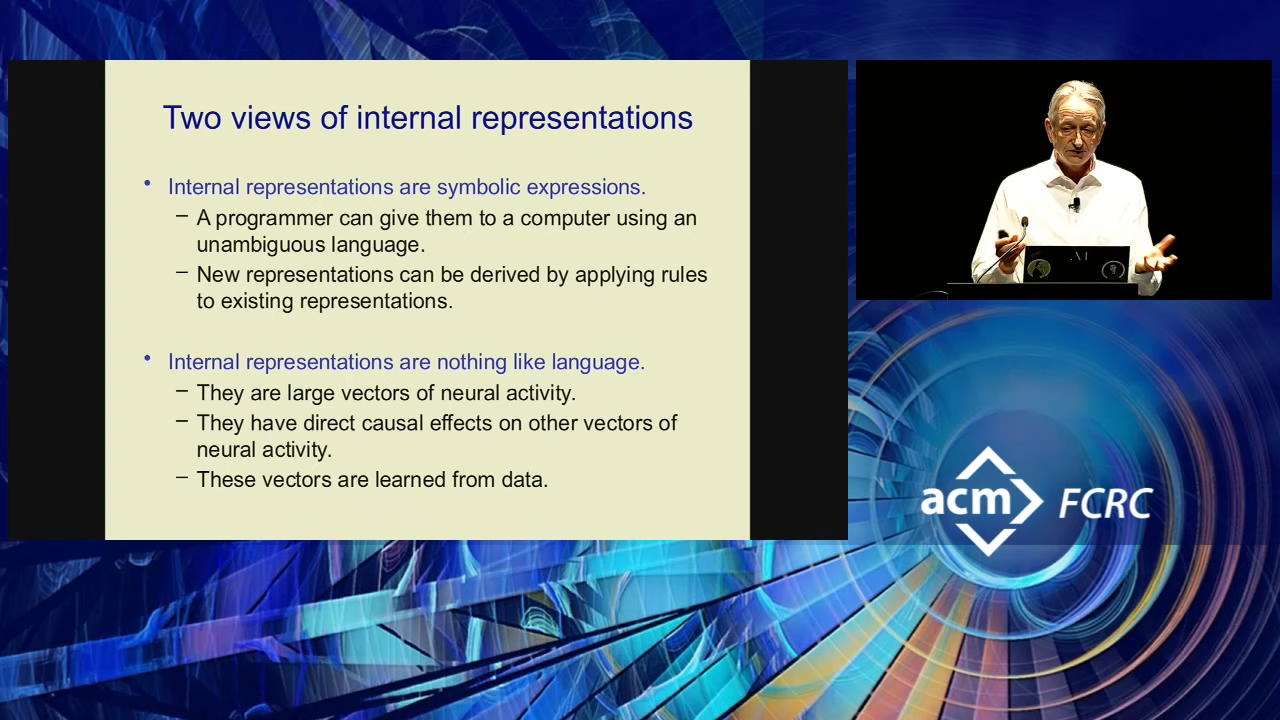 Two views of internal representations
• Internal representations are symbolic expressions.
– A programmer can give them to a computer using an
unambiguous language.
– New representations can be derived by applying rules
to existing representations.
• Internal representations are nothing like language.
– They are large vectors of neural activity.
– They have direct causal effects on other vectors of
neural activity.
– These vectors are learned from data.
acm FCRC